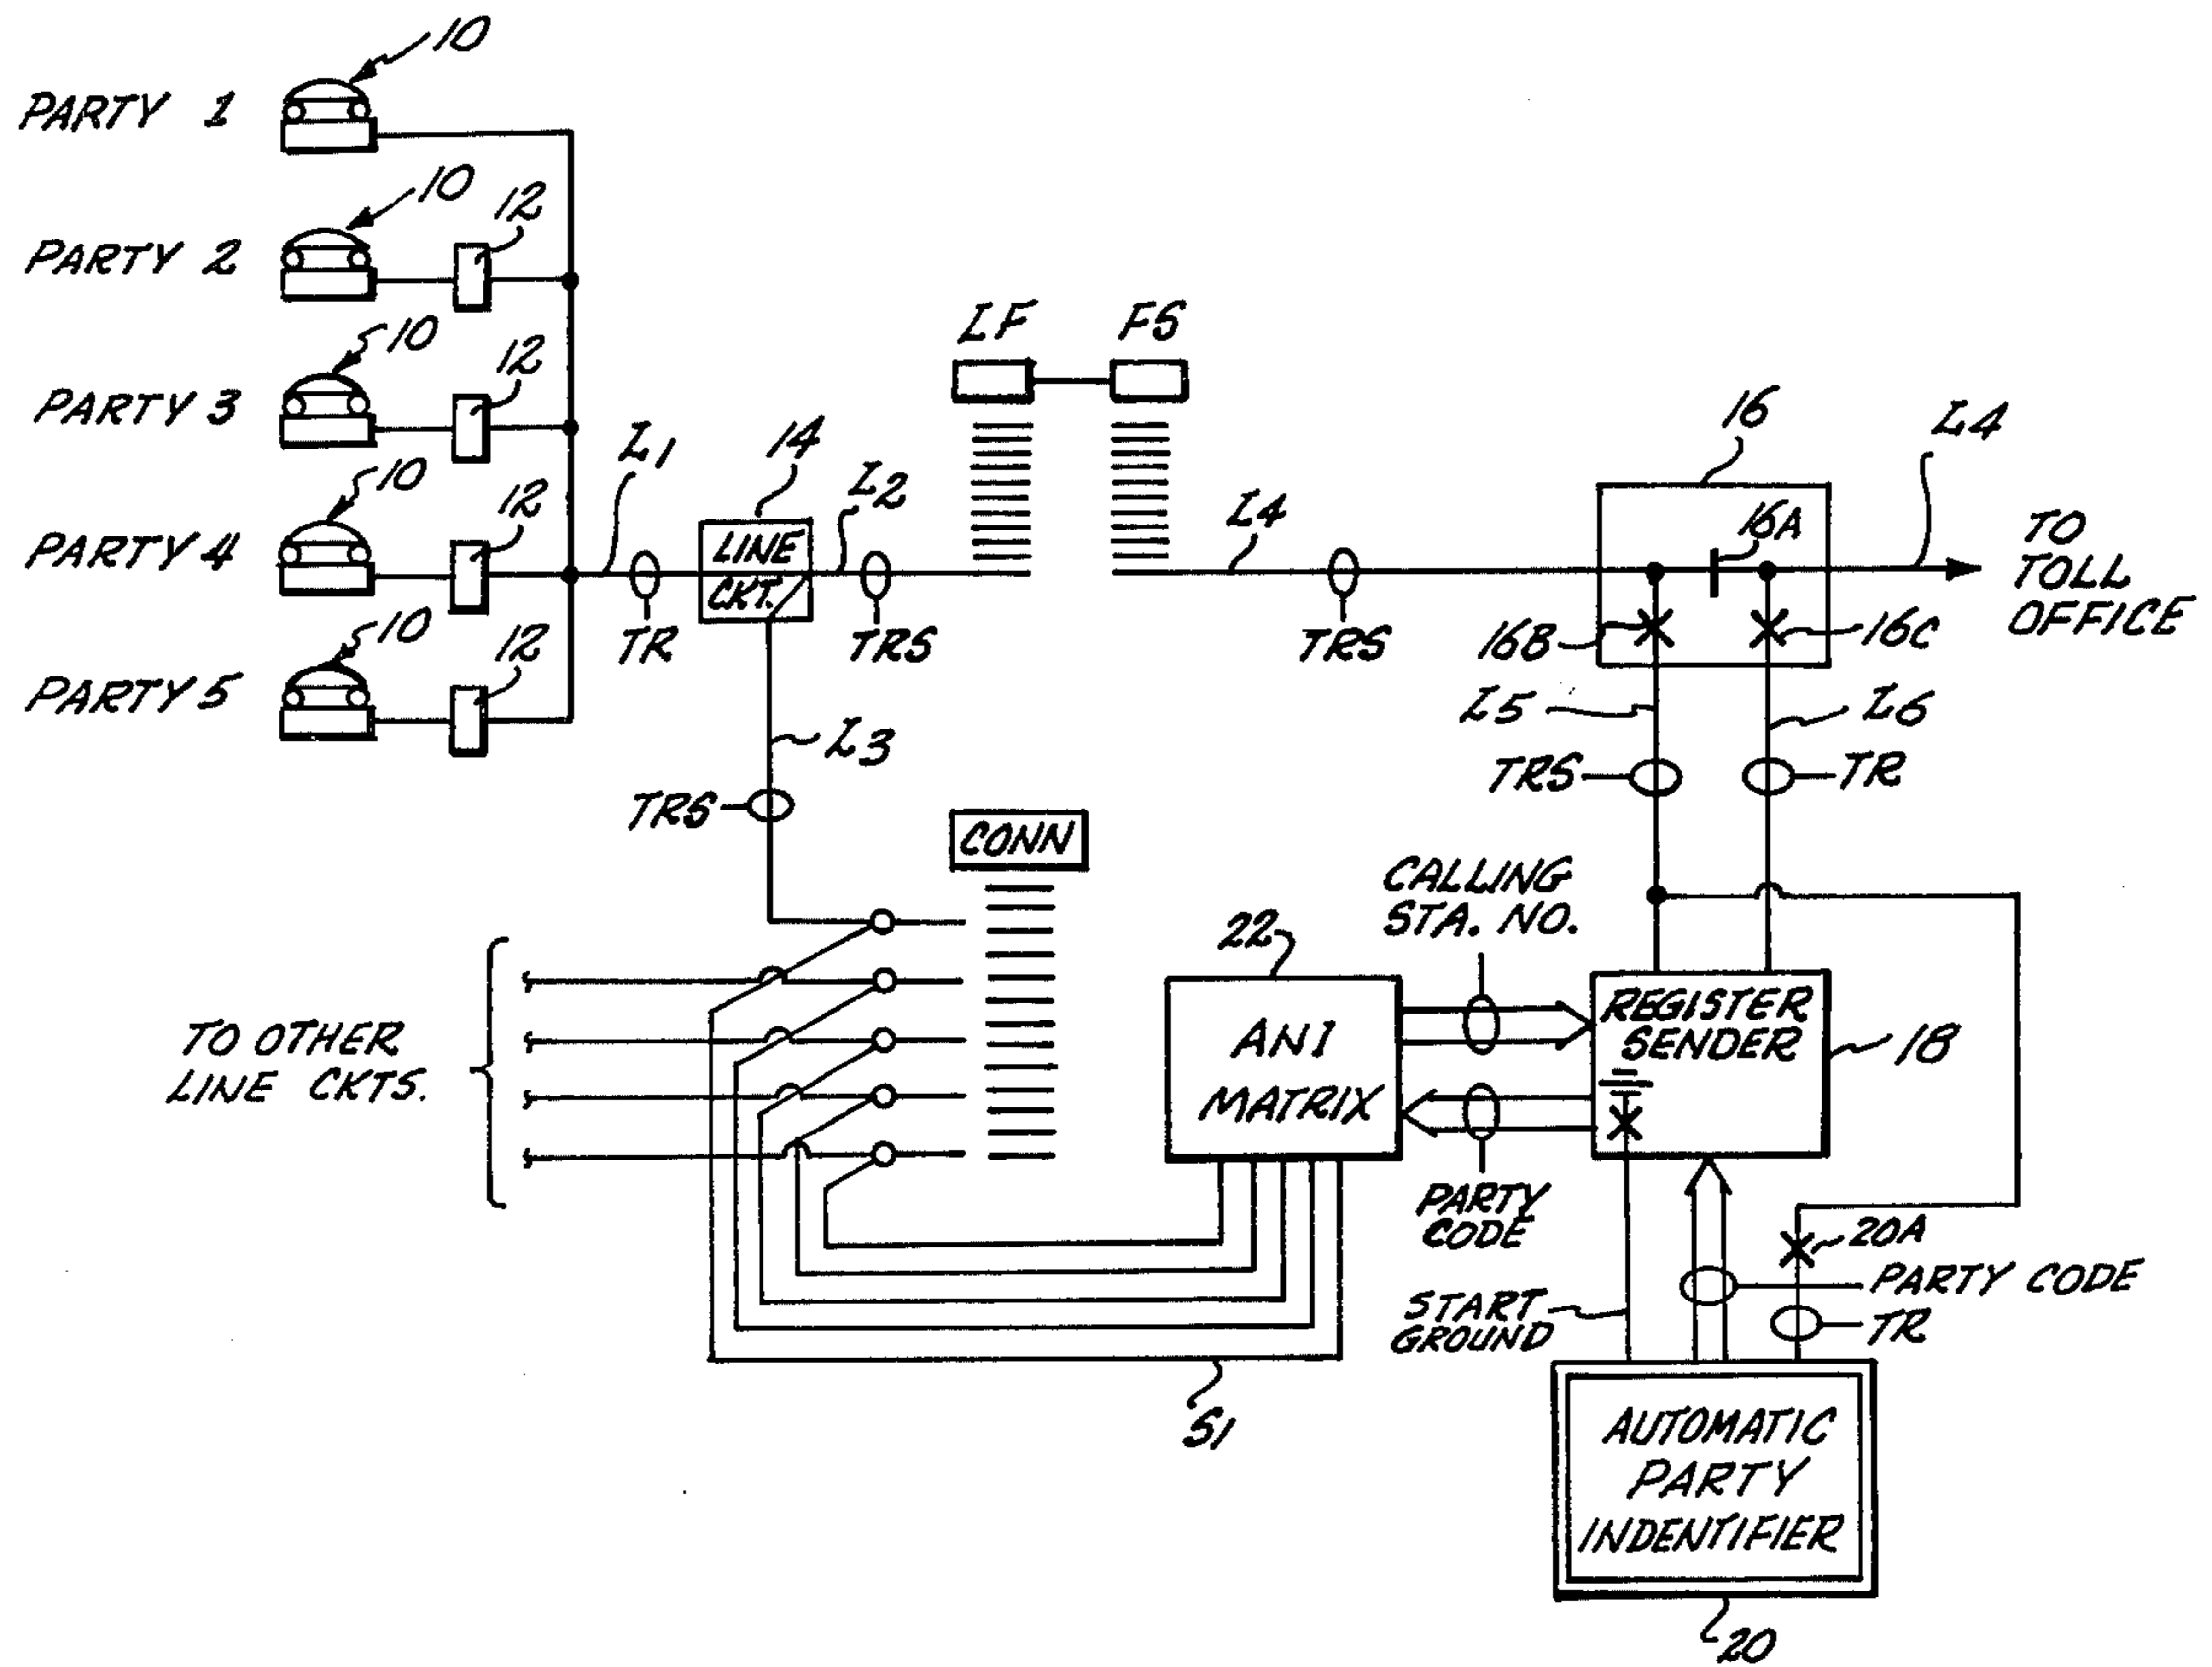 10
PARTY 1
10
12
PARTY 2
10
12
PARTY 3
10
12
PARTY 4
10
12
PARTY 5
L1
TR
14
LINE
CKT.
L2
TRS
LF
FS
L4
TRS
16
16A
16B
16C
L4
TO
TOLL
OFFICE
L5
L6
TRS
TR
L3
TRS
CONN
TO OTHER
LINE CKTS.
22
ANI
MATRIX
CALLING
STA. NO.
PARTY
CODE
REGISTER
SENDER
18
20A
PARTY CODE
TR
START
GROUND
S1
AUTOMATIC
PARTY
INDENTIFIER
20